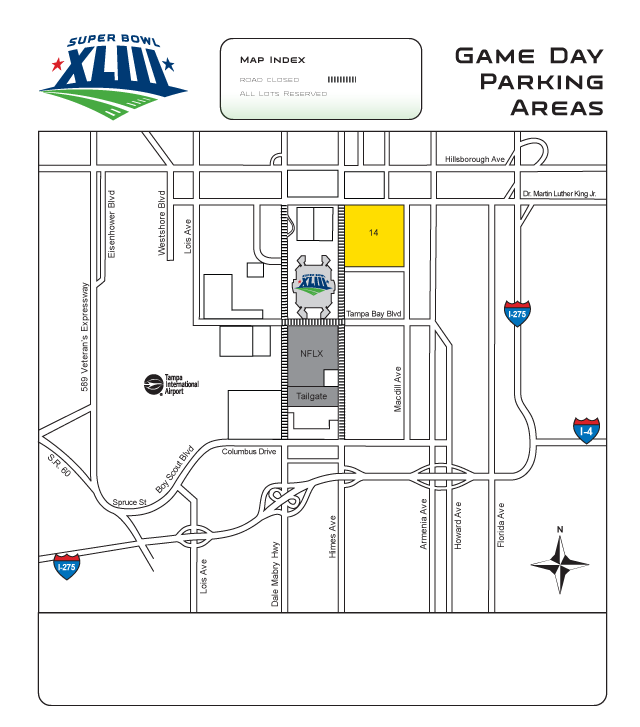 SUPER BOWL
XLIII
MAP INDEX
ROAD CLOSED
ALL LOTS RESERVED
GAME DAY
PARKING
AREAS
Hillsborough Ave
Dr. Martin Luther King Jr.
Eisenhower Blvd
Westshore Blvd
Lois Ave
14
SUPER BOWL
XLIII
589 Veteran's Expressway
Tampa Bay Blvd
I-275
NFLX
Tampa
International
Airport
Macdill Ave
Tailgate
I-4
Columbus Drive
S.R. 60
Boy Scout Blvd
Spruce St
Armenia Ave
Howard Ave
Florida Ave
Himes Ave
Dale Mabry Hwy
Lois Ave
I-275
N